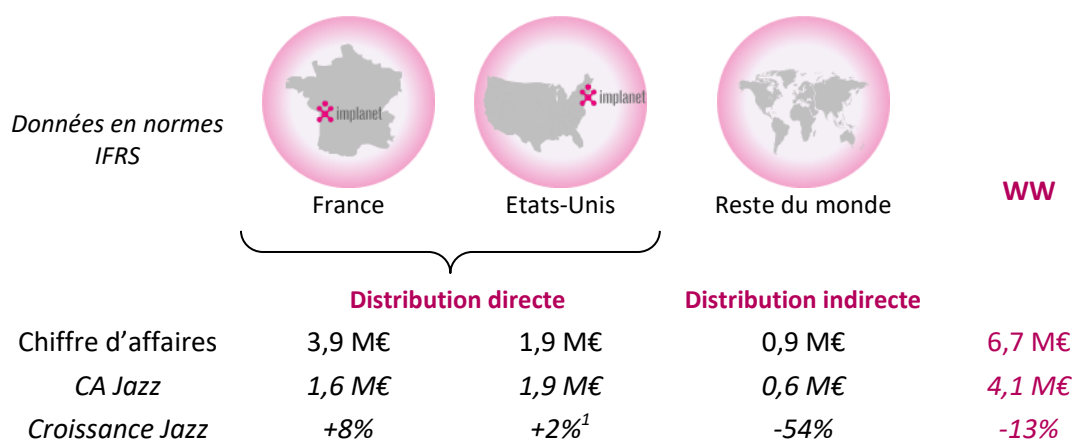 implanet
implanet
Données en normes
IFRS
France
Etats-Unis
Reste du monde
WW
Distribution directe
Distribution indirecte
Chiffre d’affaires 3,9 M€ 1,9 M€ 0,9 M€ 6,7 M€
CA Jazz 1,6 M€ 1,9 M€ 0,6 M€ 4,1 M€
Croissance Jazz +8% +2%¹ -54% -13%